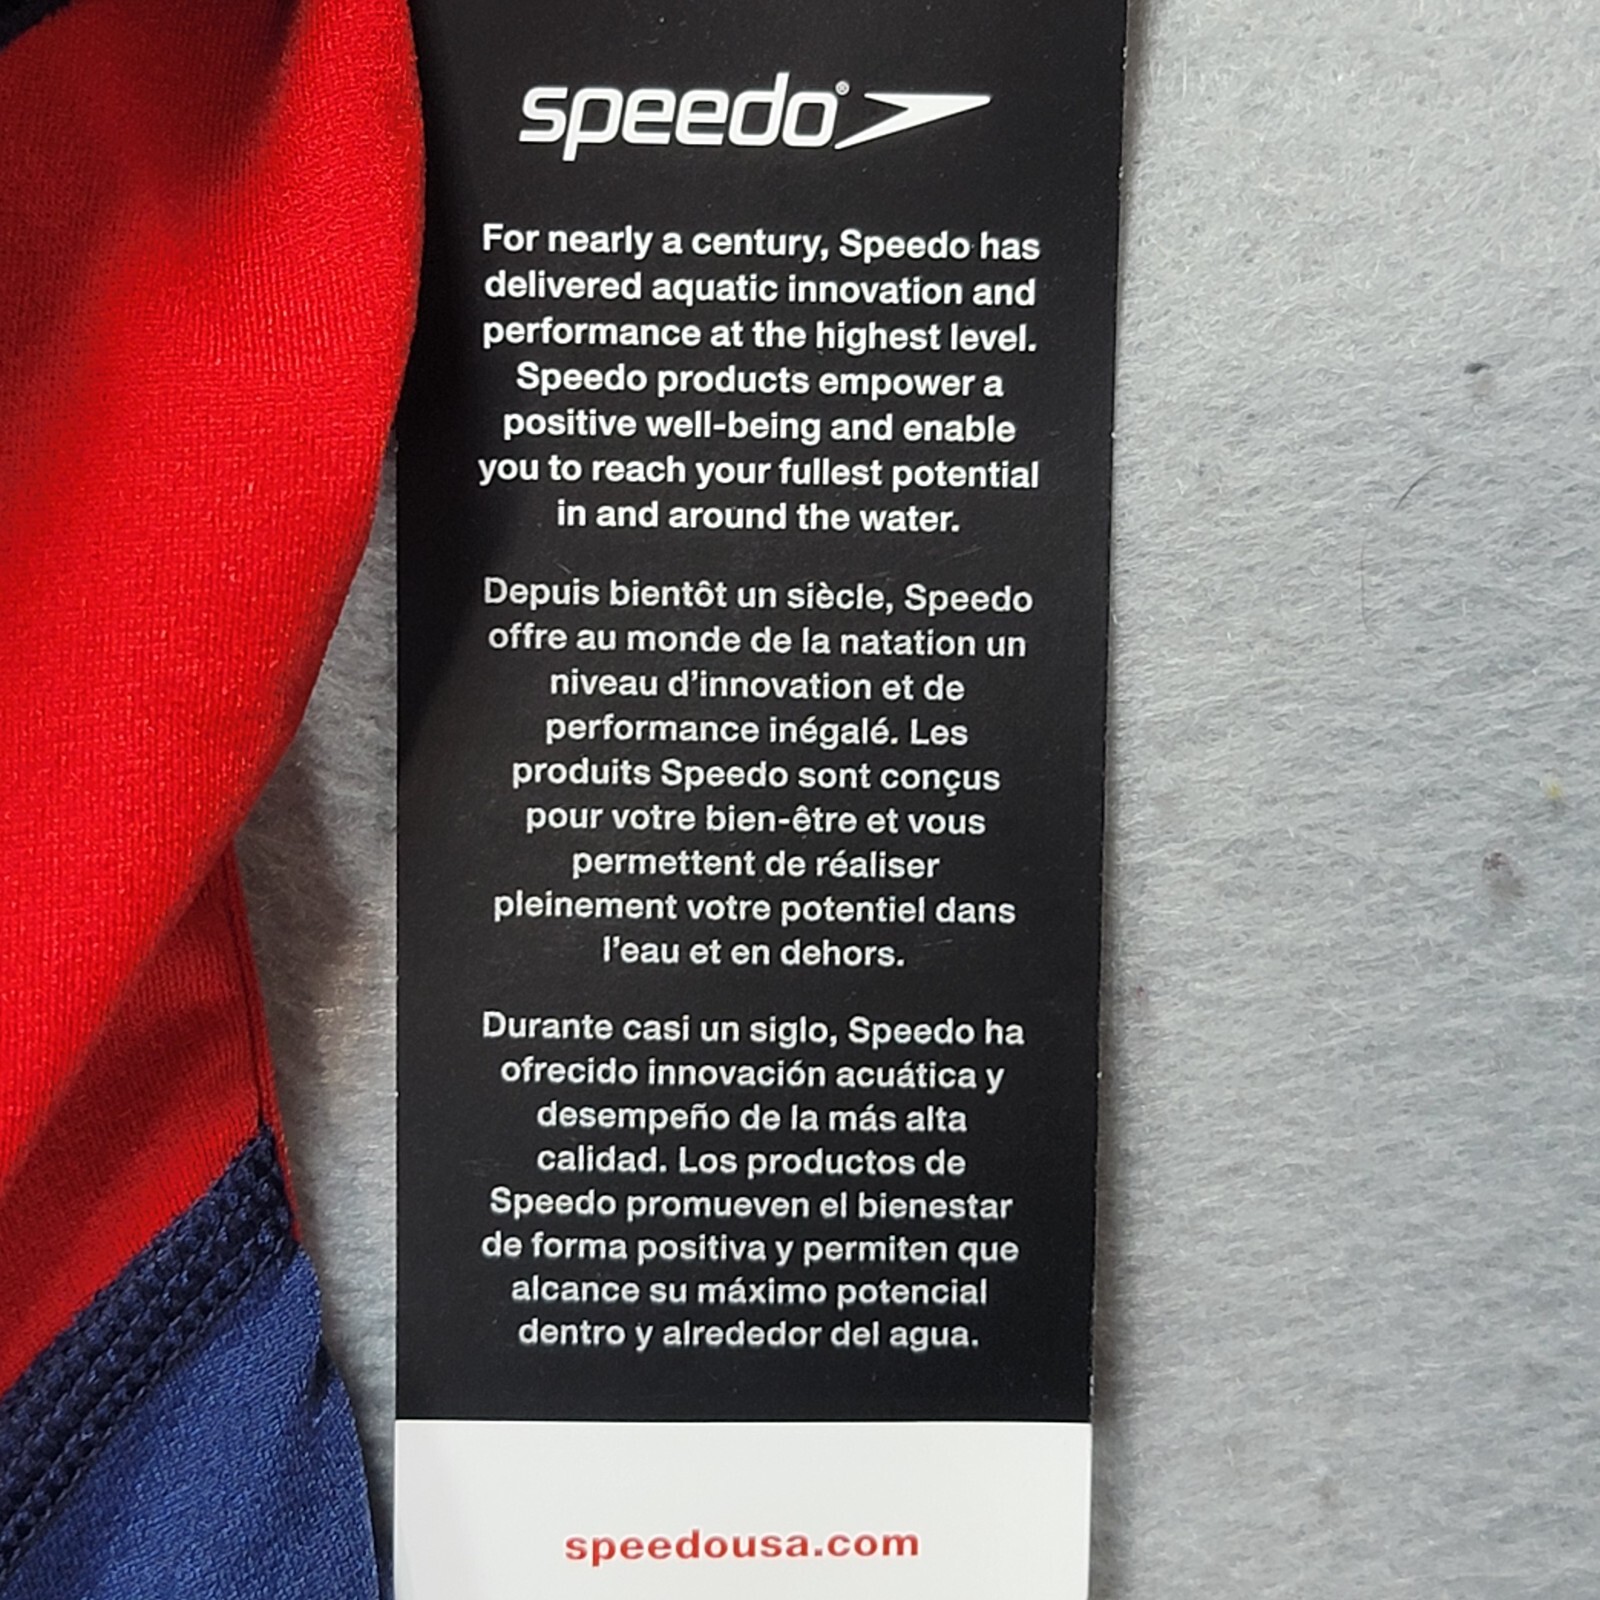 speedo®
For nearly a century, Speedo has
delivered aquatic innovation and
performance at the highest level.
Speedo products empower a
positive well-being and enable
you to reach your fullest potential
in and around the water.
Depuis bientôt un siècle, Speedo
offre au monde de la natation un
niveau d’innovation et de
performance inégalé. Les
produits Speedo sont conçus
pour votre bien-être et vous
permettent de réaliser
pleinement votre potentiel dans
l’eau et en dehors.
Durante casi un siglo, Speedo ha
ofrecido innovación acuática y
desempeño de la más alta
calidad. Los productos de
Speedo promueven el bienestar
de forma positiva y permiten que
alcance su máximo potencial
dentro y alrededor del agua.
speedousa.com